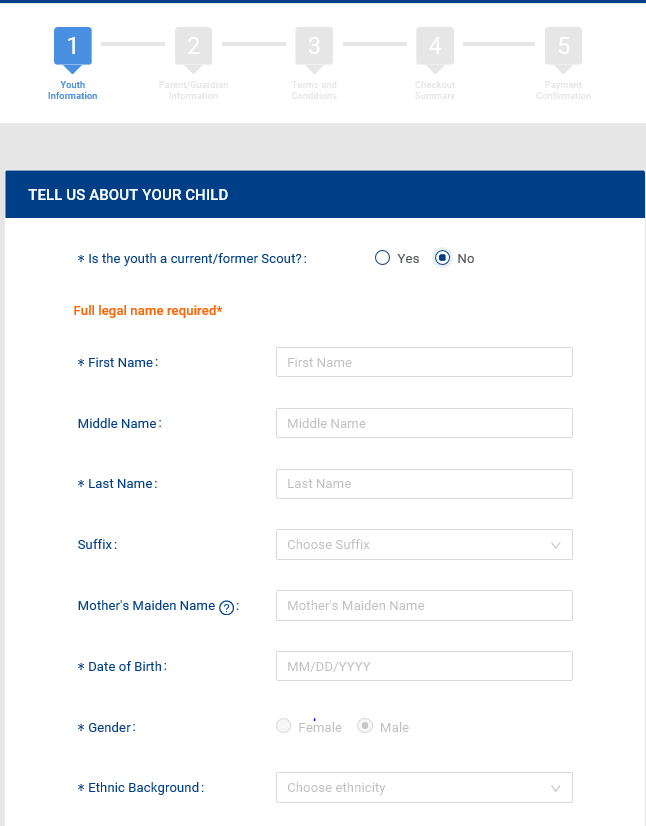 1
2
3
4
5
Youth
Information
Parent/Guardian
Information
Terms and
Conditions
Checkout
Summary
Payment
Confirmation
TELL US ABOUT YOUR CHILD
* Is the youth a current/former Scout? :
Yes
No
Full legal name required*
* First Name :
First Name
Middle Name :
Middle Name
* Last Name :
Last Name
Suffix :
Choose Suffix
Mother's Maiden Name ? :
Mother's Maiden Name
* Date of Birth :
MM/DD/YYYY
* Gender :
Female
Male
* Ethnic Background :
Choose ethnicity